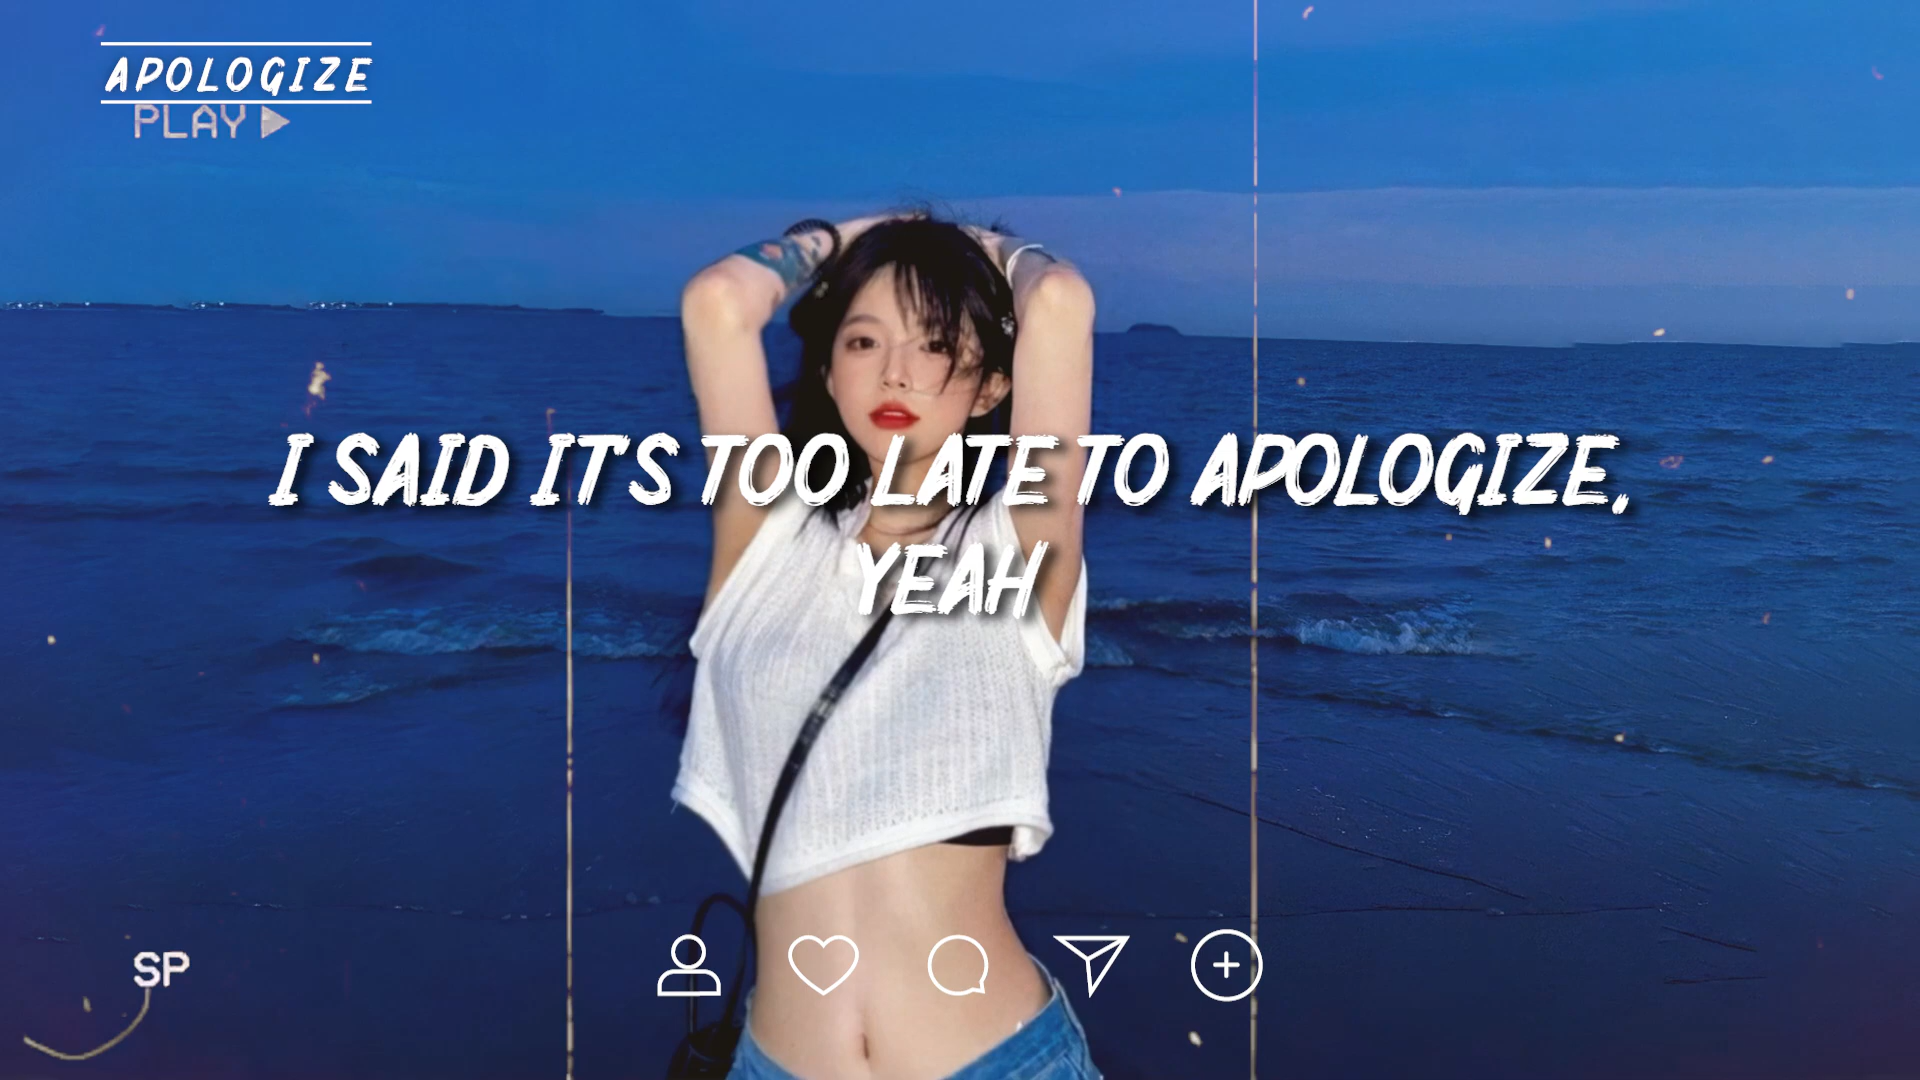 APOLOGIZE
PLAY
I SAID IT'S TOO LATE TO APOLOGIZE,
YEAH
SP